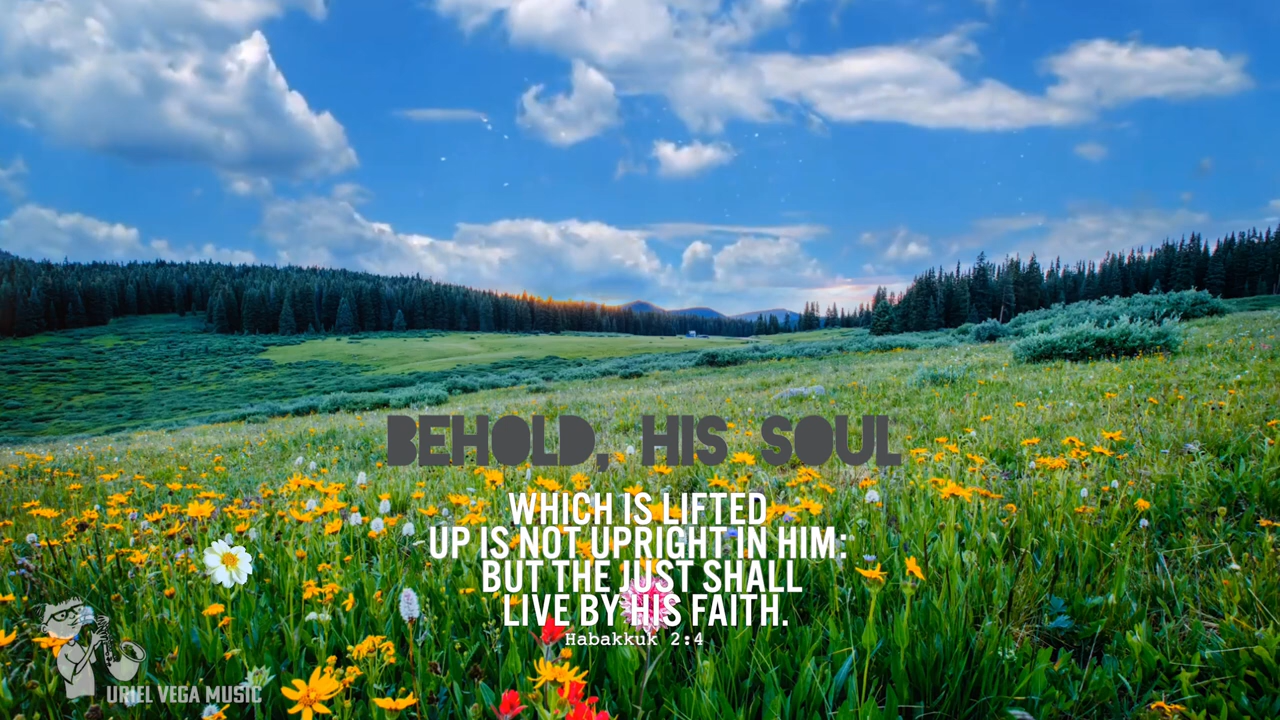 BEHOLD, HIS SOUL
WHICH IS LIFTED
UP IS NOT UPRIGHT IN HIM:
BUT THE JUST SHALL
LIVE BY HIS FAITH.
Habakkuk 2:4
URIEL VEGA MUSIC